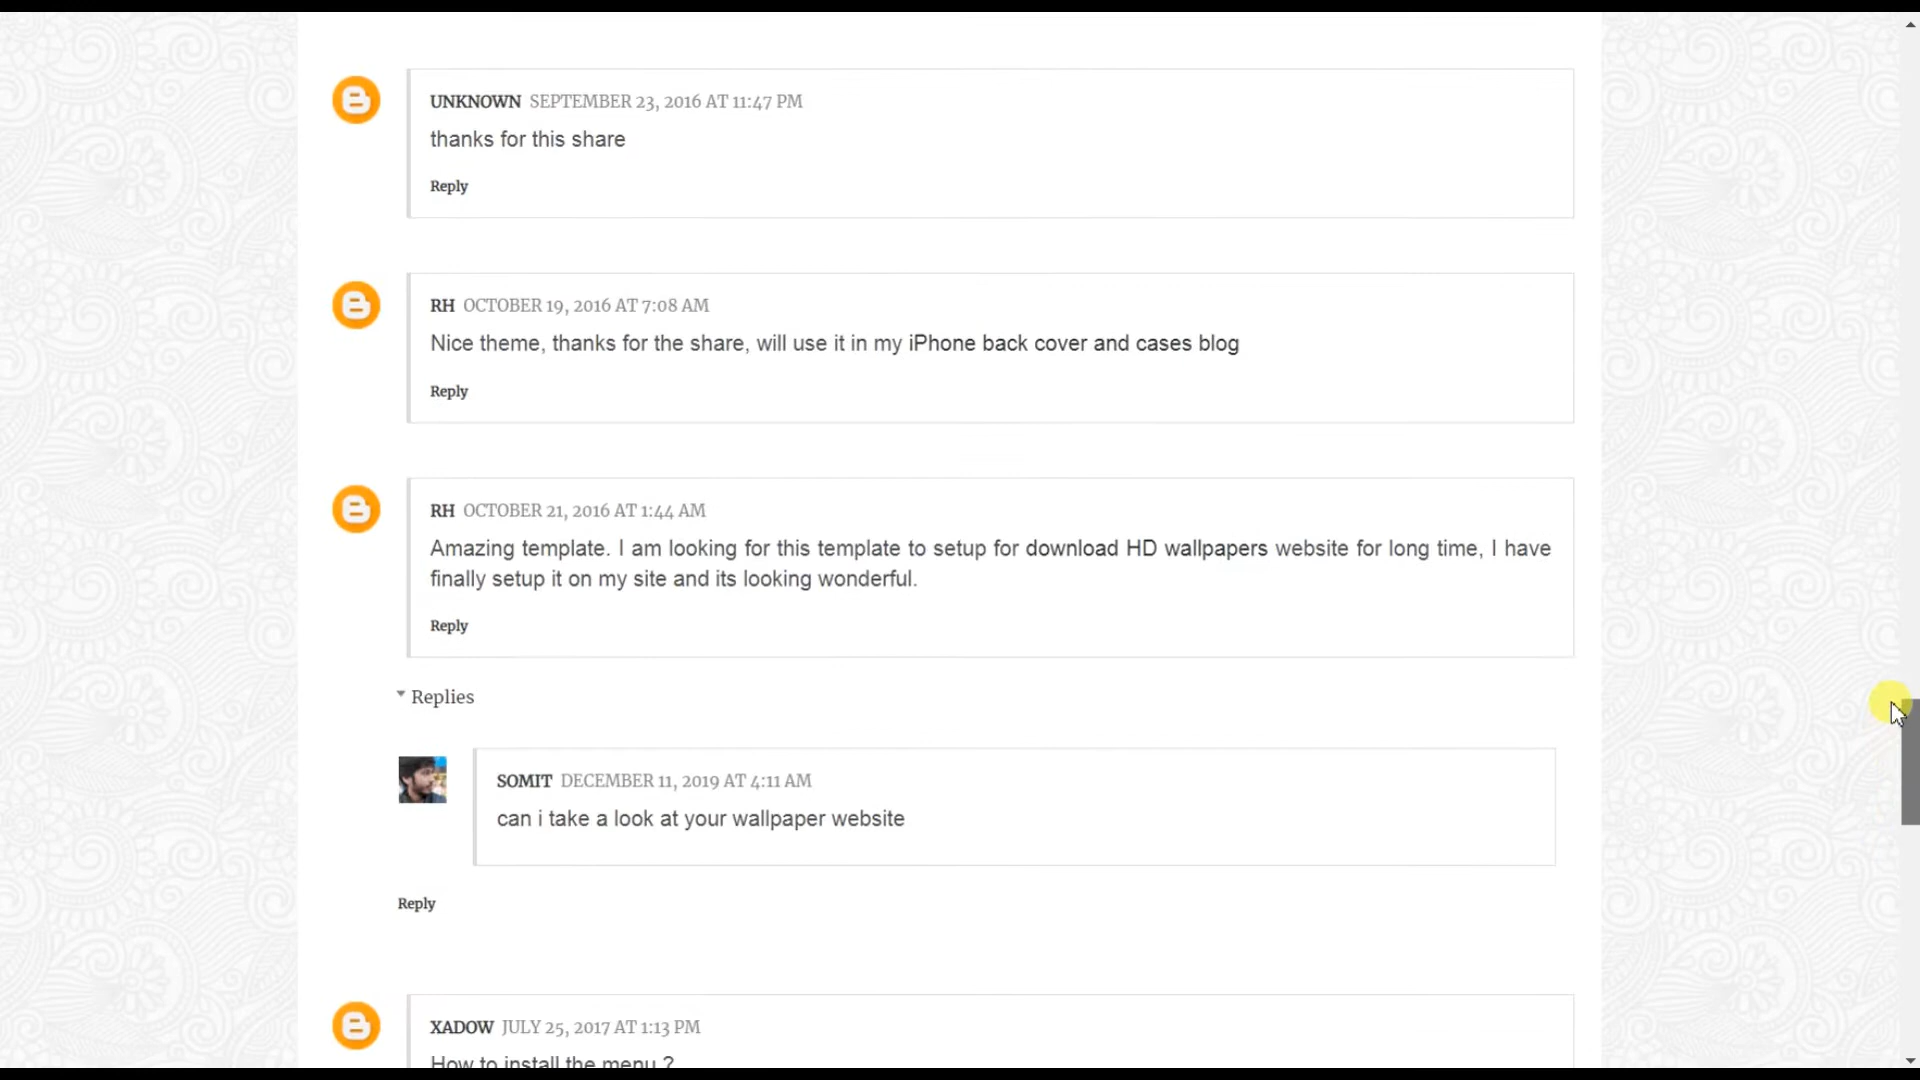 UNKNOWN SEPTEMBER 23, 2016 AT 11:47 PM
thanks for this share
Reply
RH OCTOBER 19, 2016 AT 7:08 AM
Nice theme, thanks for the share, will use it in my iPhone back cover and cases blog
Reply
RH OCTOBER 21, 2016 AT 1:44 AM
Amazing template. I am looking for this template to setup for download HD wallpapers website for long time, I have
finally setup it on my site and its looking wonderful.
Reply
Replies
SOMIT DECEMBER 11, 2019 AT 4:11 AM
can i take a look at your wallpaper website
Reply
XADOW JULY 25, 2017 AT 1:13 PM
How to install the menu ?